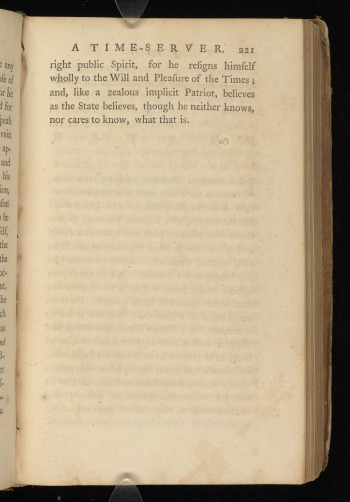 A TIME-SERVER. 221
right public Spirit, for he reſigns himſelf
wholly to the Will and Pleaſure of the Times;
and, like a zealous implicit Patriot, believes
as the State believes, though he neither knows,
nor cares to know, what that is.